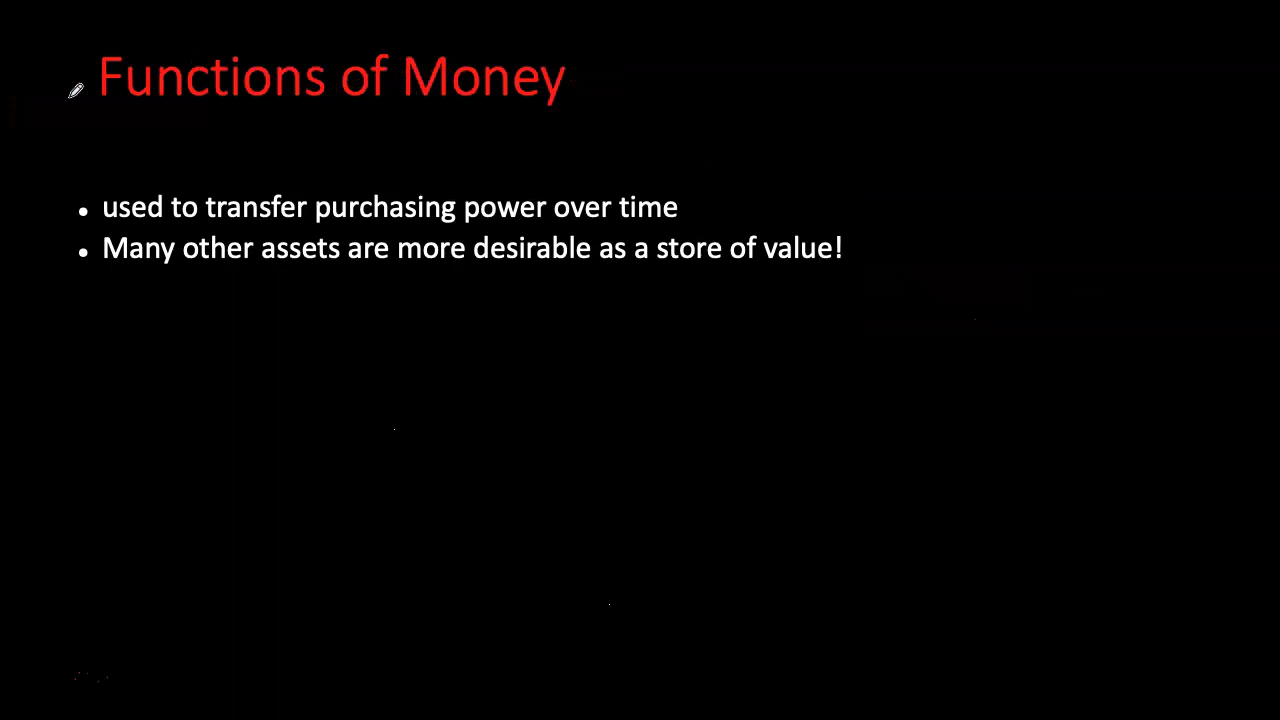 Functions of Money
• used to transfer purchasing power over time
• Many other assets are more desirable as a store of value!